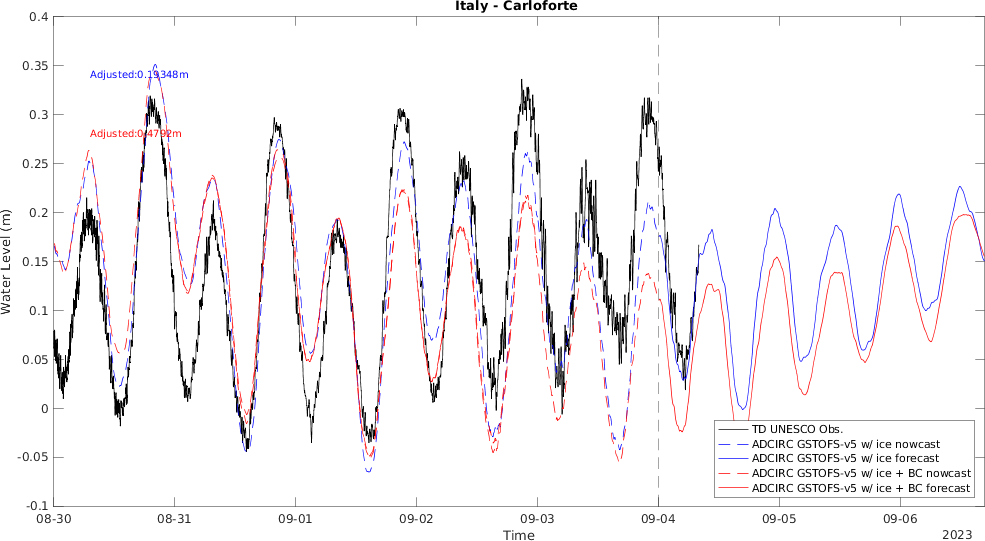 Italy - Carloforte
0.4
0.35
0.3
0.25
0.2
0.15
0.1
0.05
0
-0.05
-0.1
Water Level (m)
Adjusted:0.19348m
Adjusted:0.4792m
TD UNESCO Obs.
ADCIRC GSTOFS-v5 w/ ice nowcast
ADCIRC GSTOFS-v5 w/ ice forecast
ADCIRC GSTOFS-v5 w/ ice + BC nowcast
ADCIRC GSTOFS-v5 w/ ice + BC forecast
08-30 08-31 09-01 09-02 09-03 09-04 09-05 09-06
Time
2023